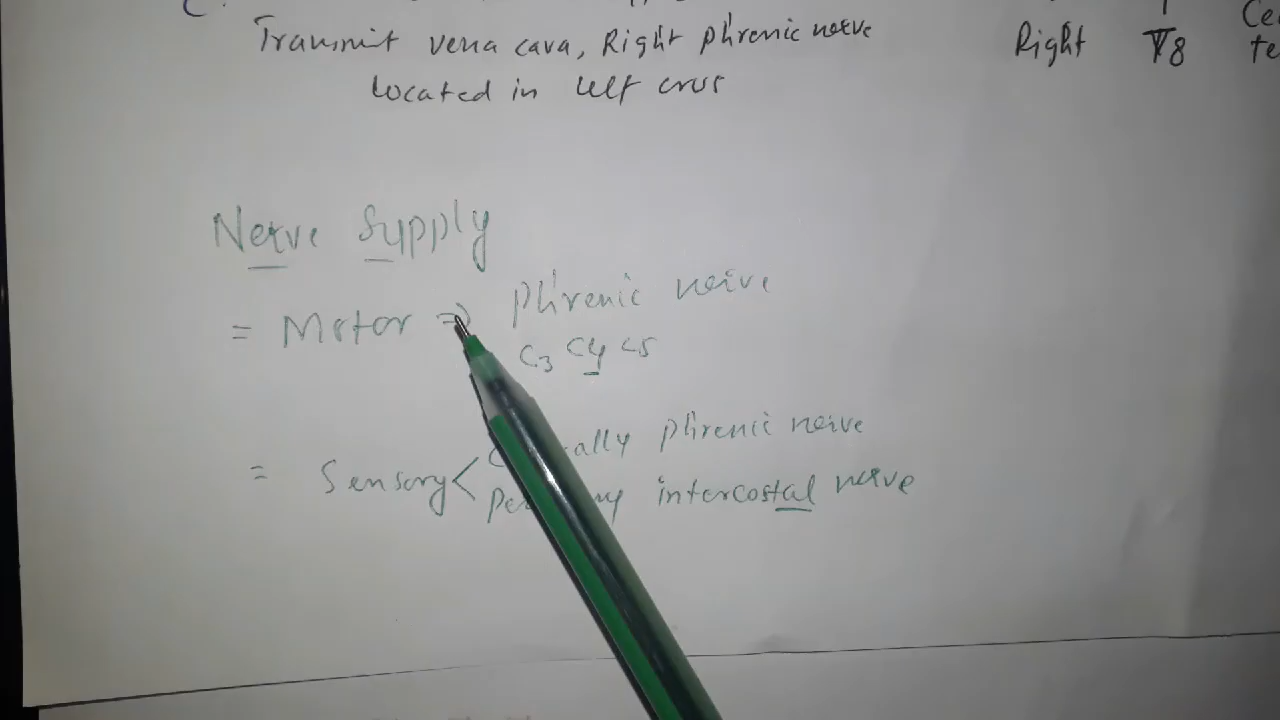 Transmit vena cava, Right phrenic nerve
Located in left crus
Right T8
Nerve Supply
= Motor ⇒ Phrenic nerve
C3 C4 C5
= Sensory < phrenic nerve
intercostal nerve